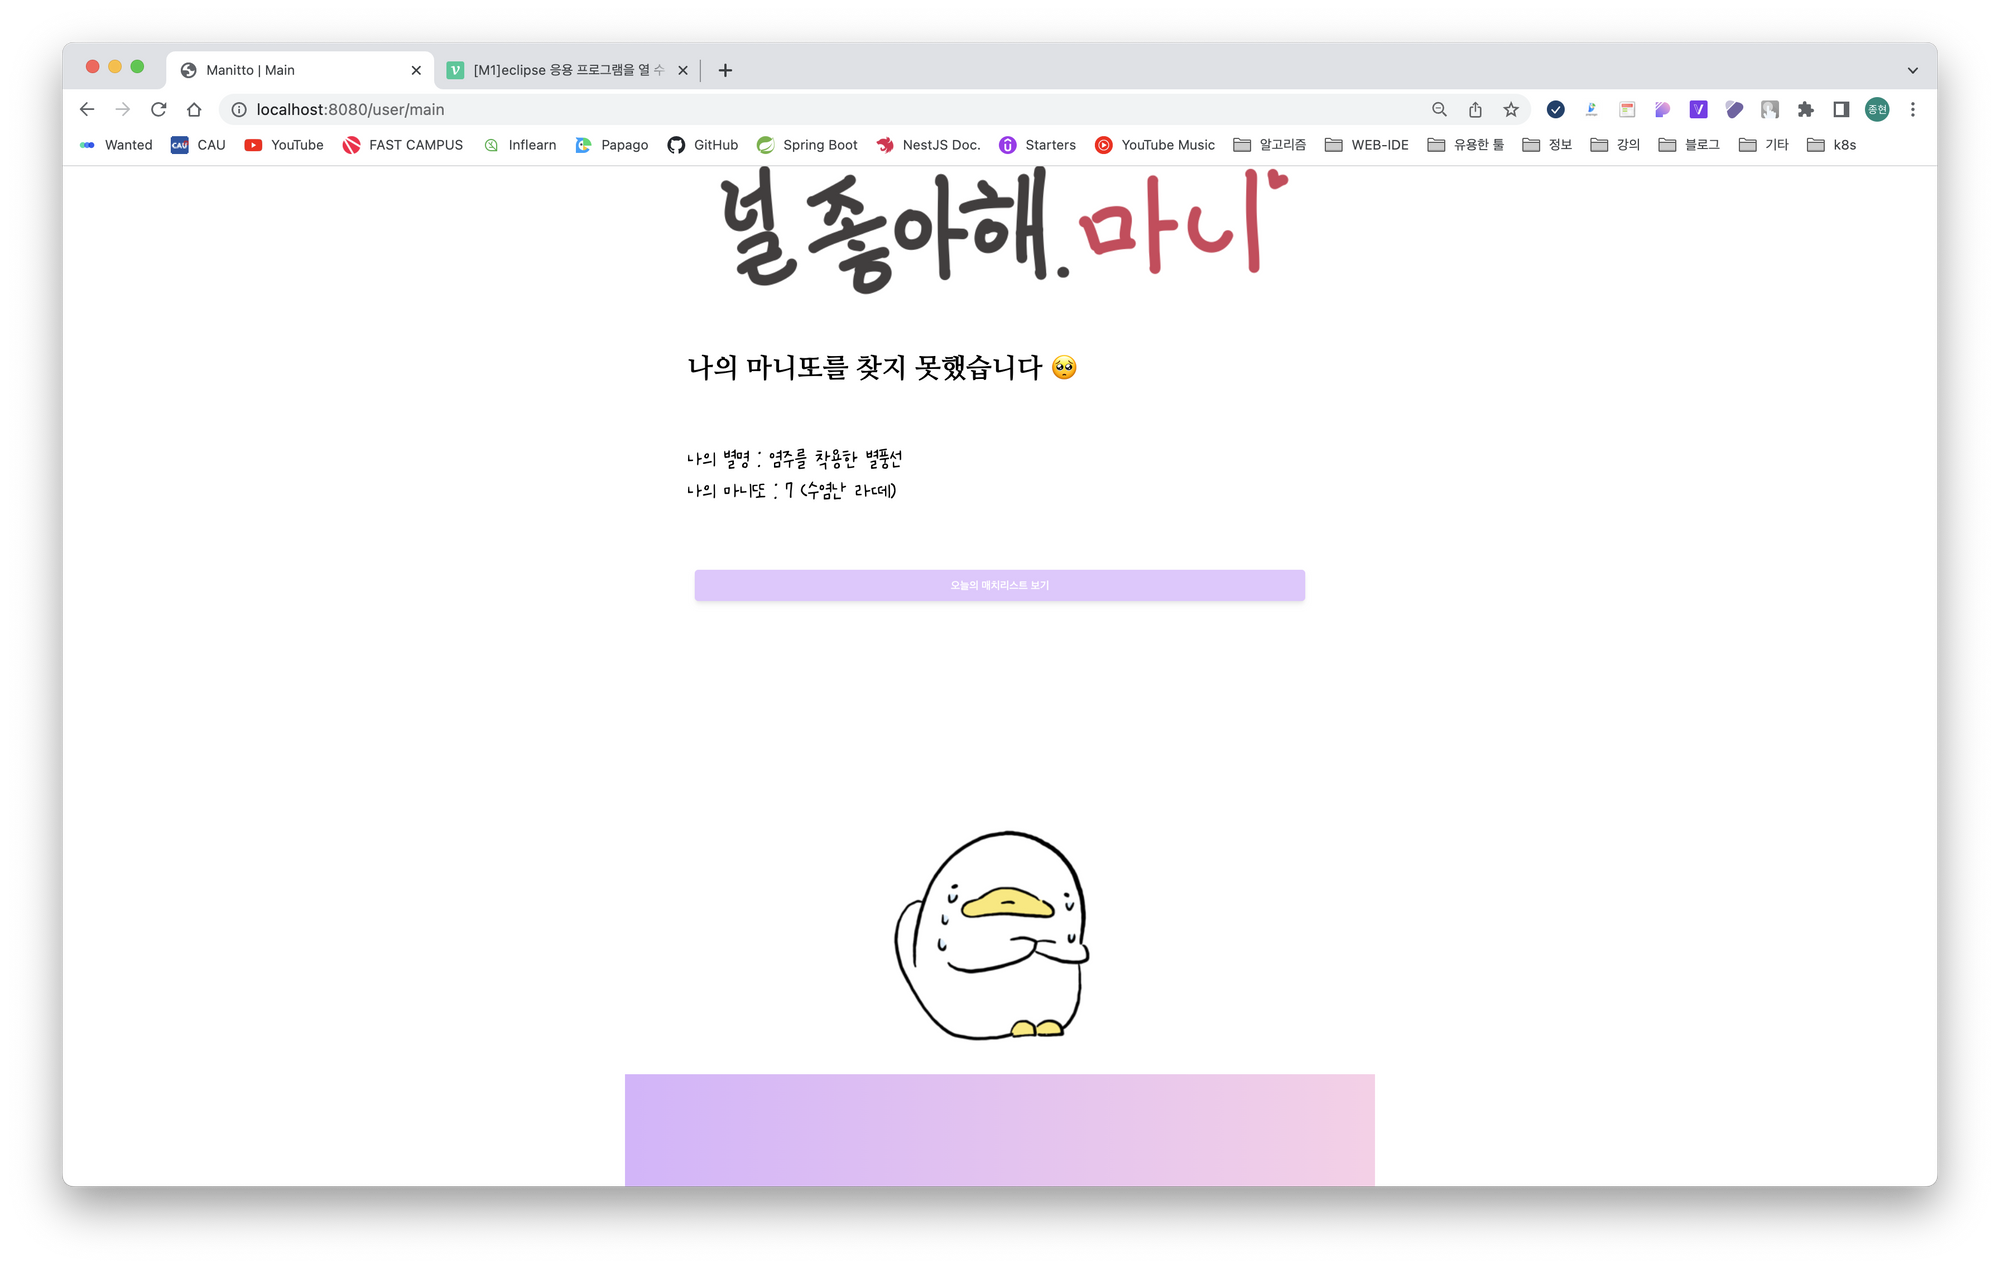 Manitto | Main
[M1]eclipse 응용 프로그램을 열 수
localhost:8080/user/main
종현
Wanted CAU YouTube FAST CAMPUS Inflearn Papago GitHub Spring Boot NestJS Doc. Starters YouTube Music 알고리즘 WEB-IDE 유용한 툴 정보 강의 블로그 기타 k8s
널 좋아해. 마니
나의 마니또를 찾지 못했습니다 🥺
나의 별명 : 염주를 착용한 별풍선
나의 마니또 : 7 (수염난 라떼)
오늘의 매치리스트 보기